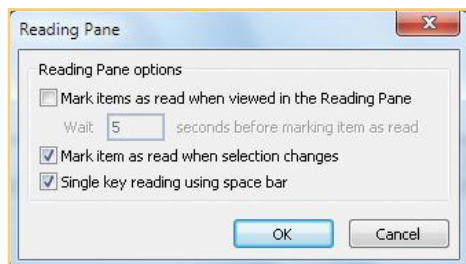 Reading Pane
Reading Pane options
Mark items as read when viewed in the Reading Pane
Wait 5 seconds before marking item as read
Mark item as read when selection changes
Single key reading using space bar
OK Cancel